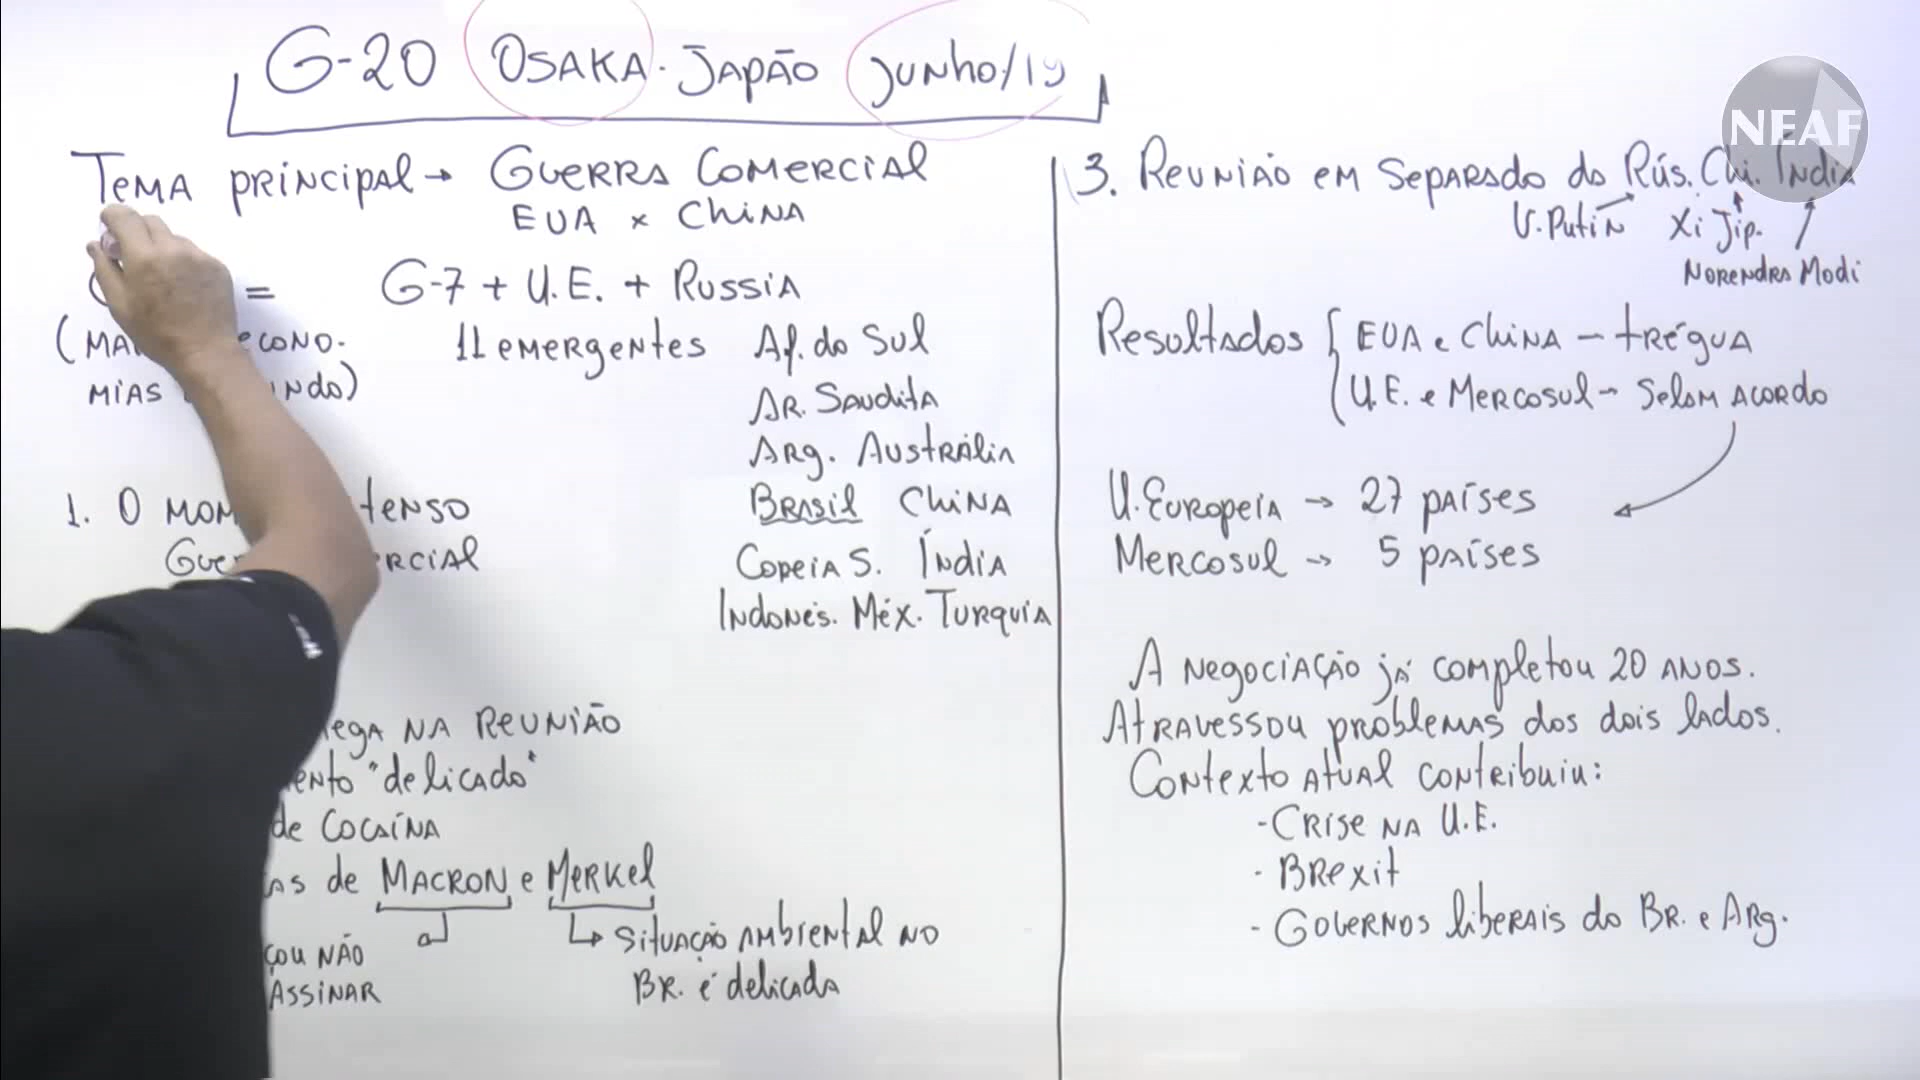 G-20 OSAKA. JAPÃO junho/19
NEAF
TEMA PRINCIPAL → GUERRA COMERCIAL
EUA x CHINA
= G-7 + U.E. + RUSSIA
(MA ECONO-
MIAS NDO)
11 EMERGENTES Af. do Sul
AR. SAUDITA
ARG. AUSTRÁLIA
BRASIL CHINA
COREIA S. ÍNDIA
INDONÉS. MÉX. TURQUIA
1. O MOM TENSO
GUE RCIAL
EGA NA REUNIÃO
ENTO "delicado"
de COCAÍNA
AS de MACRON e MERKEL
ÇOU NÃO
ASSINAR
SITUAÇÃO AMBIENTAL NO
BR. É delicada
3. REUNIÃO EM SEPARADO do RÚS. Chi. ÍNDIA
V. Putin Xi Jip.
NORENDRA MODI
Resultados { EUA e CHINA - TRÉGUA
U.E. e MERCOSUL - Selam ACORDO
U. EUROPEIA → 27 PAÍSES
MERCOSUL → 5 PAÍSES
A NEGOCIAÇÃO já completou 20 ANOS.
ATRAVESSOU problemas dos dois lados.
CONTEXTO ATUAL CONTRIBUIU:
- CRISE NA U.E.
- BREXIT
- GOVERNOS liberais do BR. e ARG.